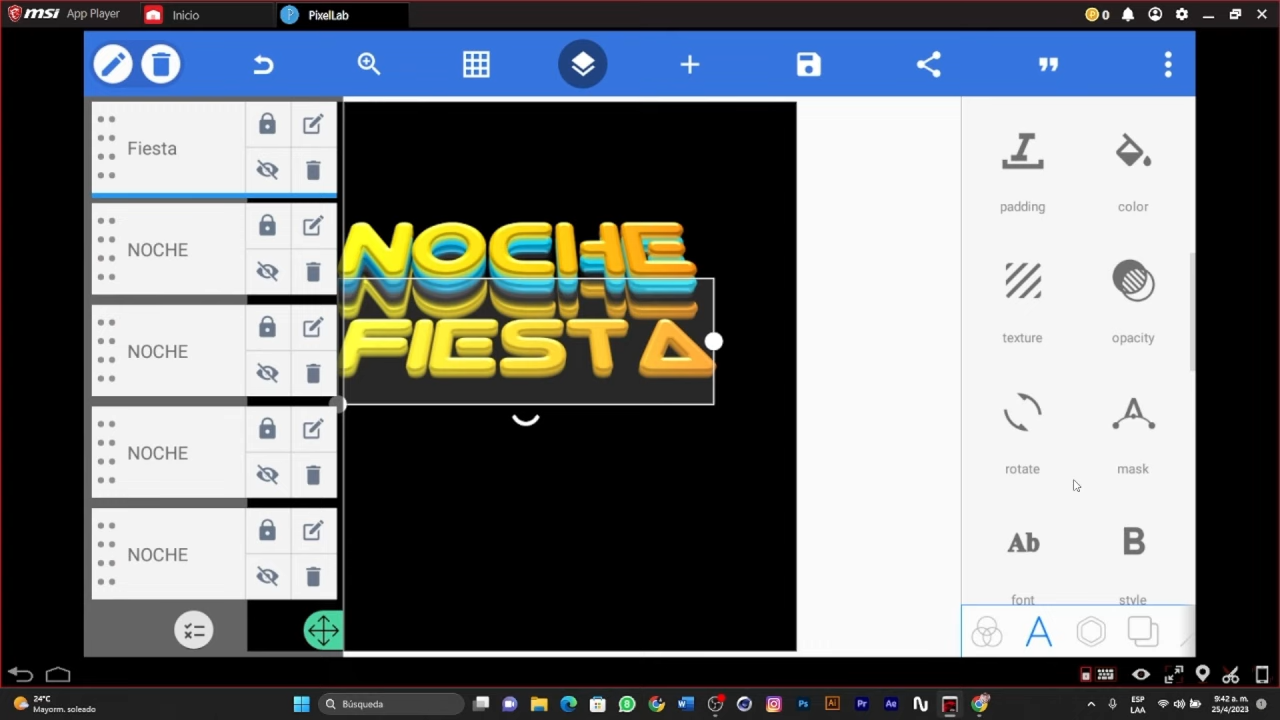 msi App Player
Inicio
PixelLab
0
Fiesta
NOCHE
NOCHE
NOCHE
NOCHE
NOCHE
NOCHE
FIESTA
padding
color
texture
opacity
rotate
mask
Ab
B
font
style
24°C
Mayorm. soleado
Búsqueda
ESP
LAA
9:42 a. m.
25/4/2023